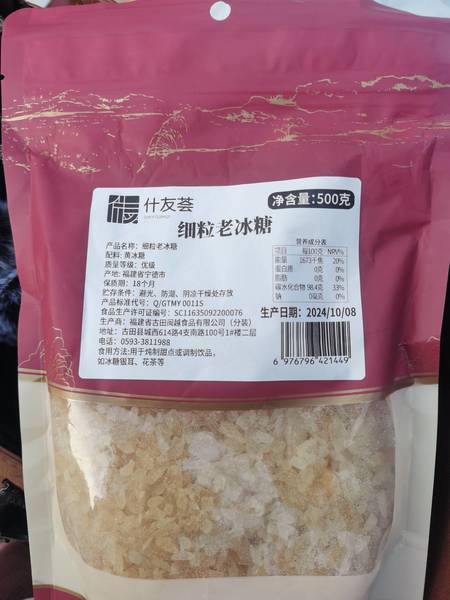 什友荟
净含量:500克
细粒老冰糖
产品名称：细粒老冰糖
配料：黄冰糖
质量等级：优级
产地：福建省宁德市
保质期：18个月
贮存条件：避光、防潮、阴凉干燥处存放
产品标准代号：Q/GTMY 0011S
食品生产许可证编号：SC11635092200076
生产商：福建省古田闽越食品有限公司（分装）
地址：古田县城西614路4支南路100号1#楼二层
电话：0593-3811988
食用方法:用于炖制甜点或调制饮品，
如冰糖银耳、花茶等
营养成分表
项目 每100克 NRV%
能量 1673千焦 20%
蛋白质 0克 0%
脂肪 0克 0%
碳水化合物 98.4克 33%
钠 0毫克 0%
生产日期：2024/10/08
6 976796 421449